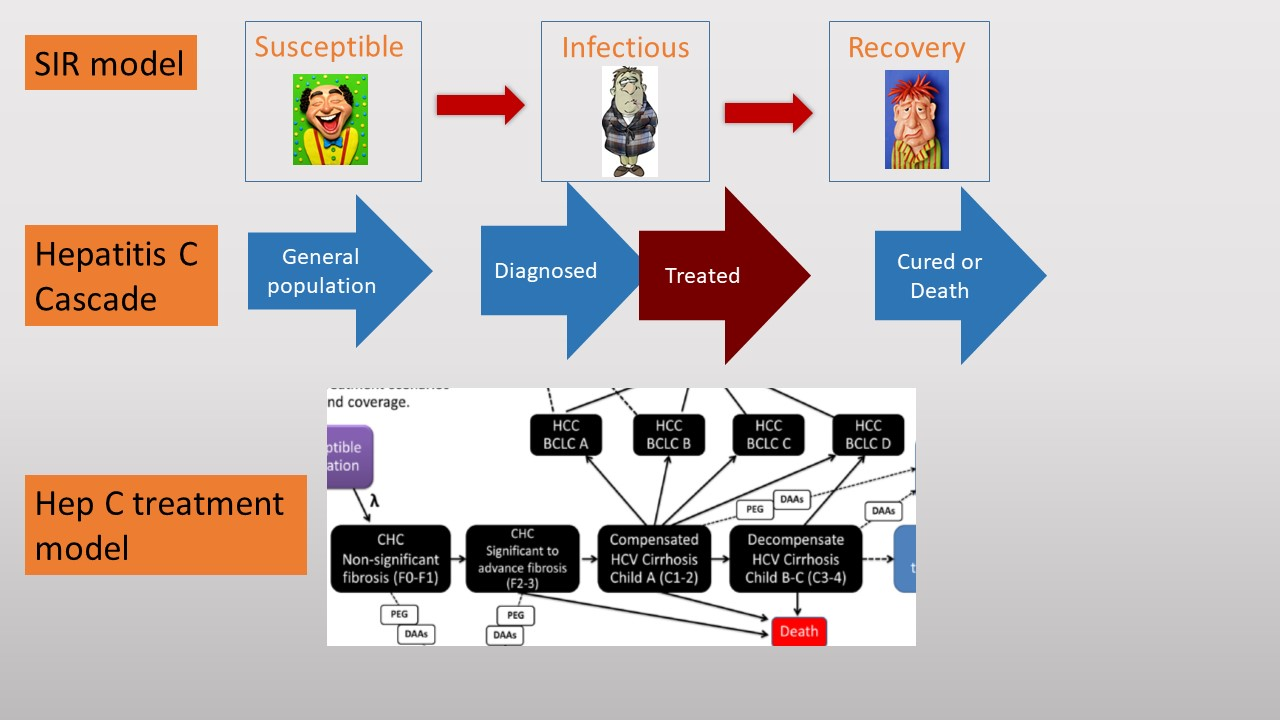 SIR model
Susceptible
Infectious
Recovery
Hepatitis C
Cascade
General
population
Diagnosed
Treated
Cured or
Death
Hep C treatment
model
nd coverage.
ptible
ation
λ
HCC
BCLC A
HCC
BCLC B
HCC
BCLC C
HCC
BCLC D
PEG
DAAs
DAAs
CHC
Non-significant
fibrosis (F0-F1)
CHC
Significant to
advance fibrosis
(F2-3)
Compensated
HCV Cirrhosis
Child A (C1-2)
Decompensate
HCV Cirrhosis
Child B-C (C3-4)
t
PEG
DAAs
PEG
DAAs
Death